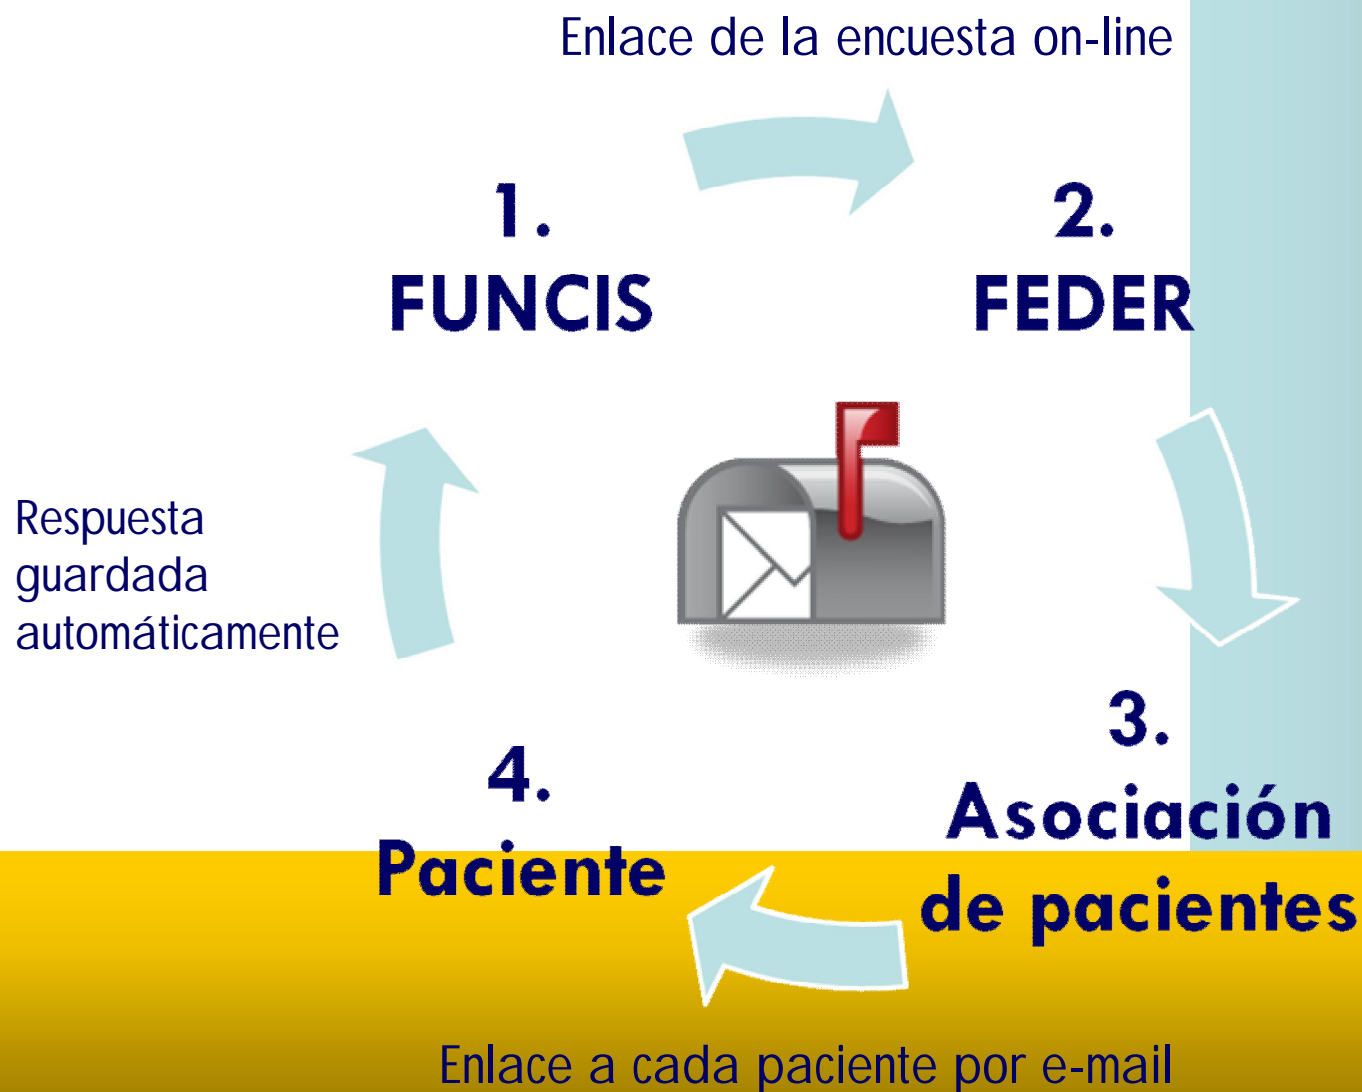 Enlace de la encuesta on-line
1.
FUNCIS
2.
FEDER
Respuesta
guardada
automáticamente
3.
Asociación
de pacientes
4.
Paciente
Enlace a cada paciente por e-mail